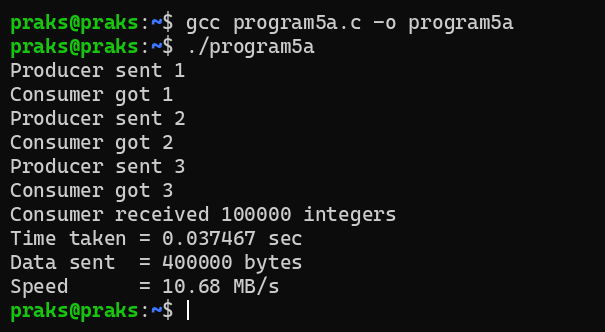 praks@praks:~$ gcc program5a.c -o program5a
praks@praks:~$ ./program5a
Producer sent 1
Consumer got 1
Producer sent 2
Consumer got 2
Producer sent 3
Consumer got 3
Consumer received 100000 integers
Time taken = 0.037467 sec
Data sent  = 400000 bytes
Speed      = 10.68 MB/s
praks@praks:~$